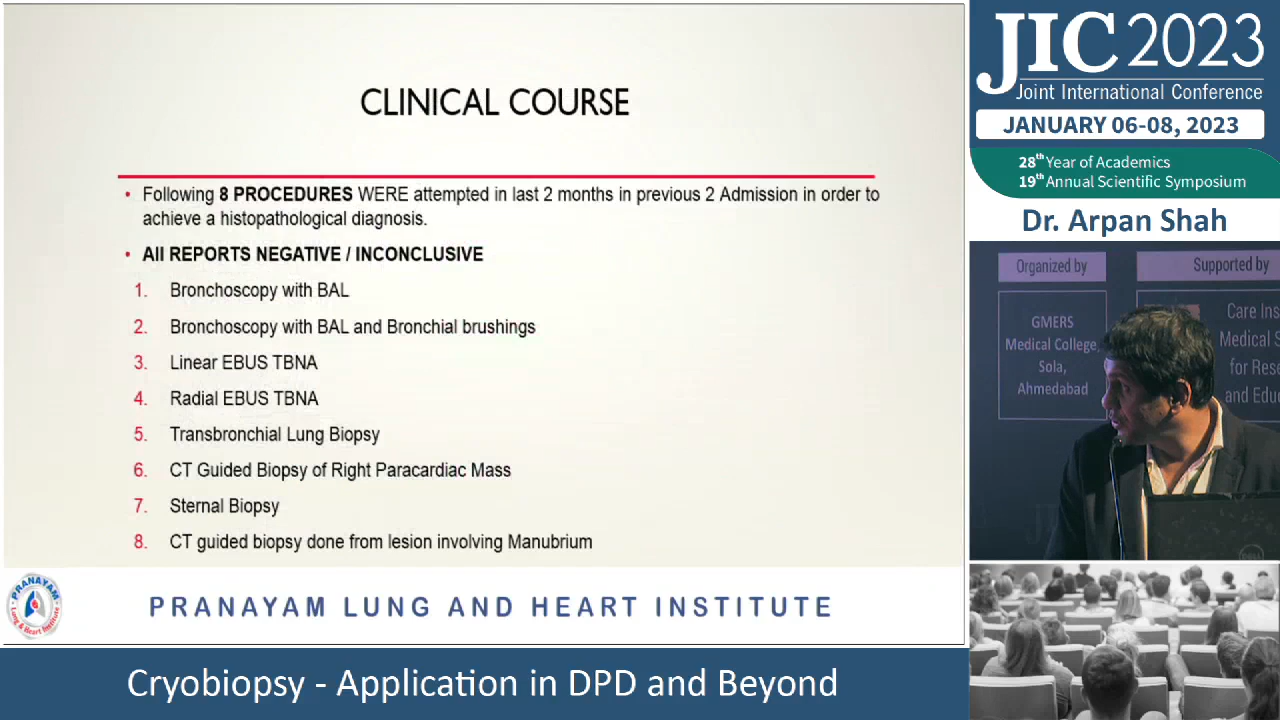 CLINICAL COURSE
• Following 8 PROCEDURES WERE attempted in last 2 months in previous 2 Admission in order to
achieve a histopathological diagnosis.
• All REPORTS NEGATIVE / INCONCLUSIVE
1. Bronchoscopy with BAL
2. Bronchoscopy with BAL and Bronchial brushings
3. Linear EBUS TBNA
4. Radial EBUS TBNA
5. Transbronchial Lung Biopsy
6. CT Guided Biopsy of Right Paracardiac Mass
7. Sternal Biopsy
8. CT guided biopsy done from lesion involving Manubrium
PRANAYAM
Lung & Heart Institute
PRANAYAM LUNG AND HEART INSTITUTE
Cryobiopsy - Application in DPD and Beyond
JIC 2023
Joint International Conference
JANUARY 06-08, 2023
28th Year of Academics
19th Annual Scientific Symposium
Dr. Arpan Shah
Organized by
GMERS
Medical College,
Sola,
Ahmedabad
Supported by
Care Ins
Medical S
for Rese
and Edu